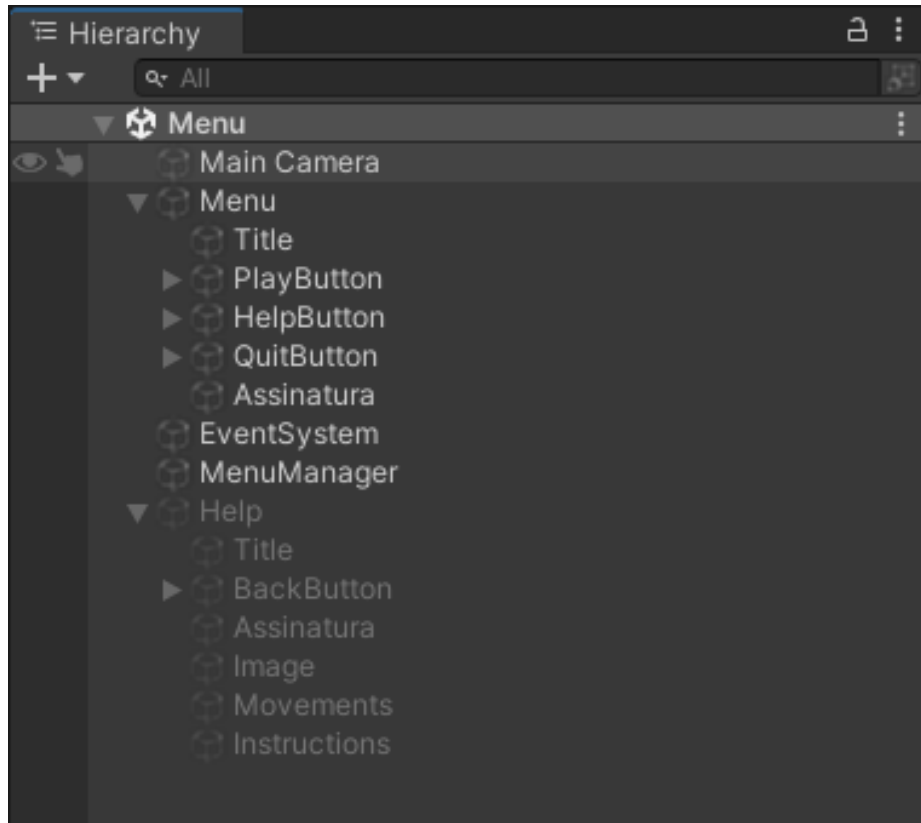 Hierarchy
All
Menu
Main Camera
Menu
Title
PlayButton
HelpButton
QuitButton
Assinatura
EventSystem
MenuManager
Help
Title
BackButton
Assinatura
Image
Movements
Instructions